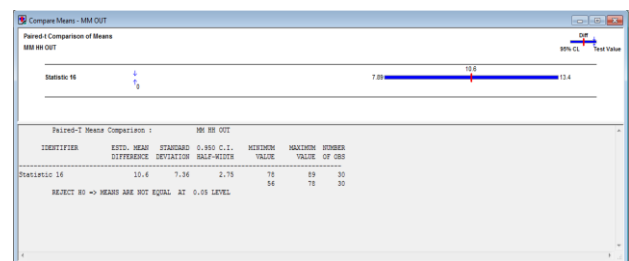 Compare Means - MM OUT
Paired-t Comparison of Means
MM HH OUT
Diff
95% CL Test Value
Statistic 16
0
7.89 10.6 13.4
Paired-T Means Comparison : MM HH OUT
IDENTIFIER ESTD. MEAN STANDARD 0.950 C.I. MINIMUM MAXIMUM NUMBER
DIFFERENCE DEVIATION HALF-WIDTH VALUE VALUE OF OBS
Statistic 16 10.6 7.36 2.75 78 89 30
56 78 30
REJECT H0 => MEANS ARE NOT EQUAL AT 0.05 LEVEL